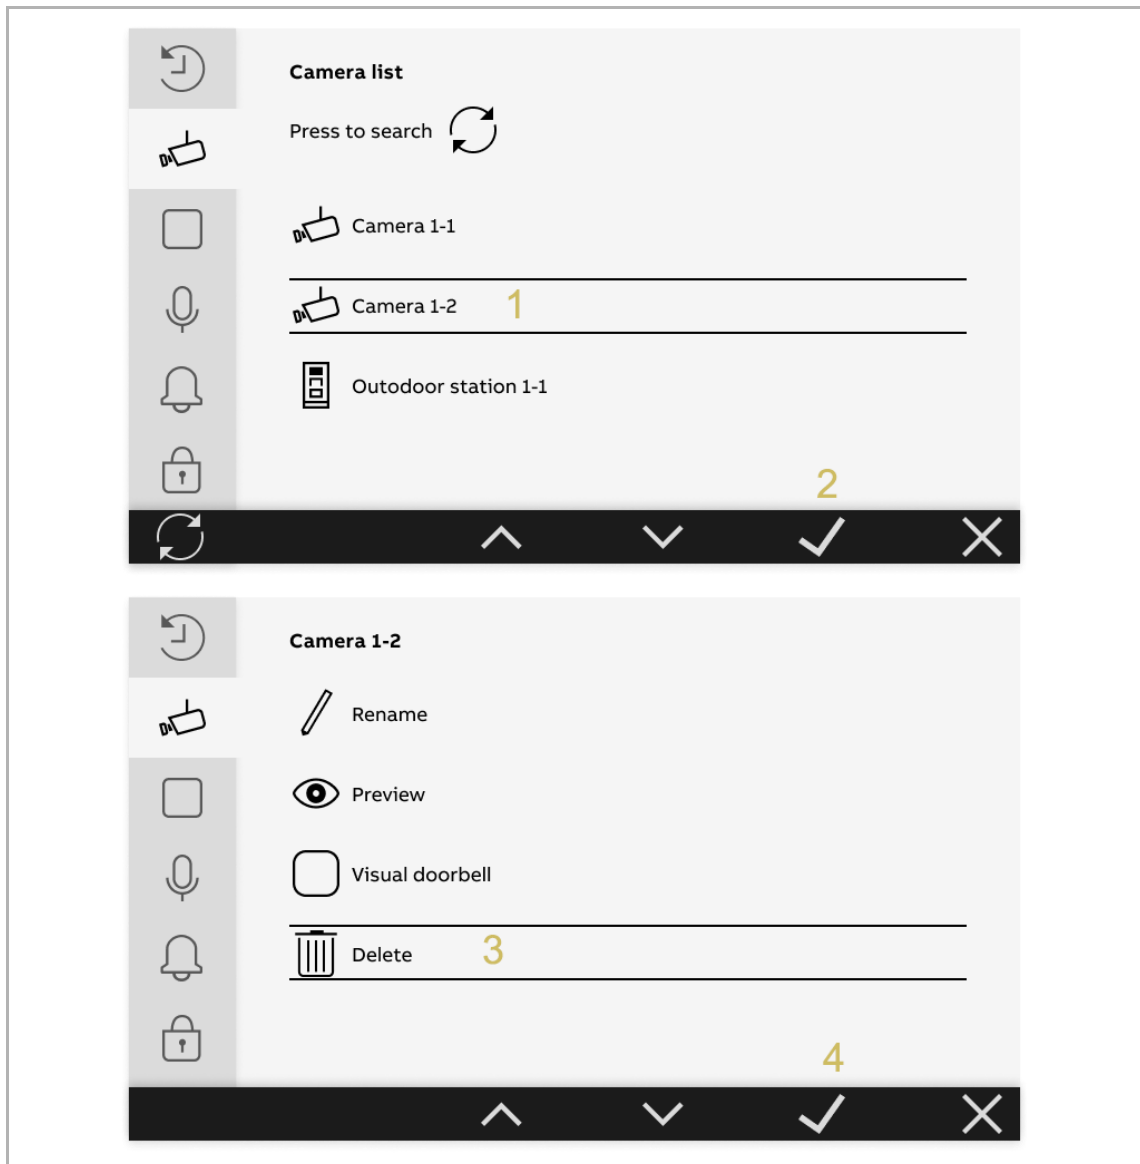 Camera list
Press to search
Camera 1-1
Camera 1-2 1
Outodoor station 1-1
2
Camera 1-2
Rename
Preview
Visual doorbell
Delete 3
4